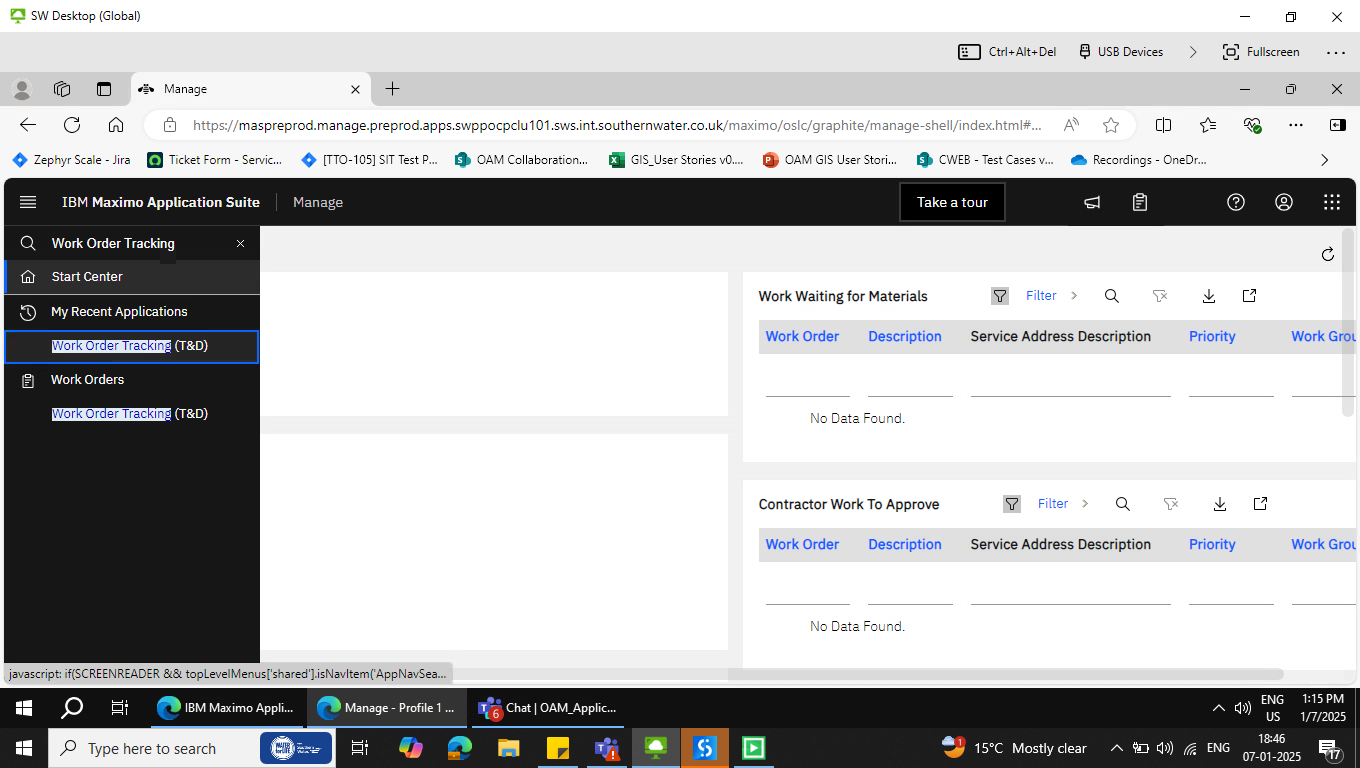 SW Desktop (Global)
Ctrl+Alt+Del
USB Devices
Fullscreen
Manage
https://maspreprod.manage.preprod.apps.swppocpclu101.sws.int.southernwater.co.uk/maximo/oslc/graphite/manage-shell/index.html#...
Zephyr Scale - Jira
Ticket Form - Servic...
[TTO-105] SIT Test P...
OAM Collaboration...
GIS_User Stories v0....
OAM GIS User Stori...
CWEB - Test Cases v...
Recordings - OneDr...
IBM Maximo Application Suite
Manage
Take a tour
Work Order Tracking
Start Center
My Recent Applications
Work Order Tracking (T&D)
Work Orders
Work Order Tracking (T&D)
Work Waiting for Materials
Filter
Work Order Description Service Address Description Priority Work Grou
No Data Found.
Contractor Work To Approve
Filter
Work Order Description Service Address Description Priority Work Grou
No Data Found.
javascript: if(SCREENREADER && topLevelMenus['shared'].isNavItem('AppNavSea...
IBM Maximo Appli...
Manage - Profile 1 ...
6
Chat | OAM_Applic...
ENG
US
1:15 PM
1/7/2025
Type here to search
1
15°C Mostly clear
ENG
18:46
07-01-2025
17